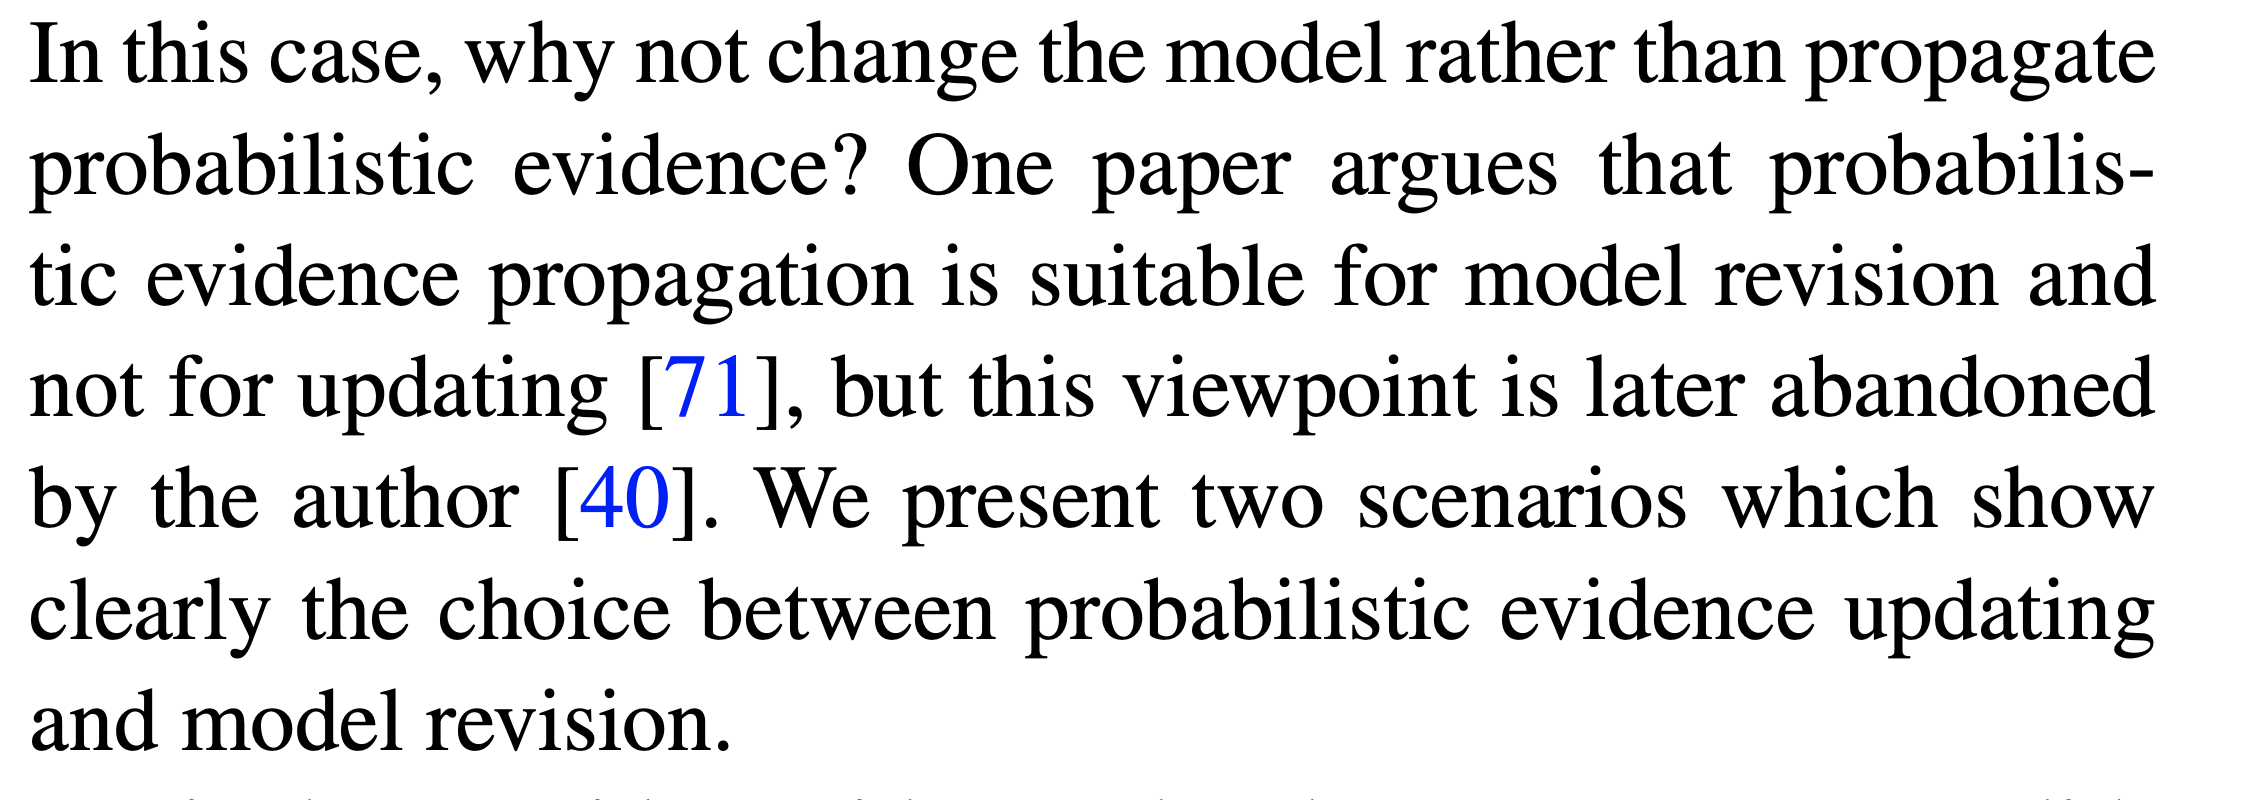 In this case, why not change the model rather than propagate
probabilistic evidence? One paper argues that probabilis-
tic evidence propagation is suitable for model revision and
not for updating [71], but this viewpoint is later abandoned
by the author [40]. We present two scenarios which show
clearly the choice between probabilistic evidence updating
and model revision.